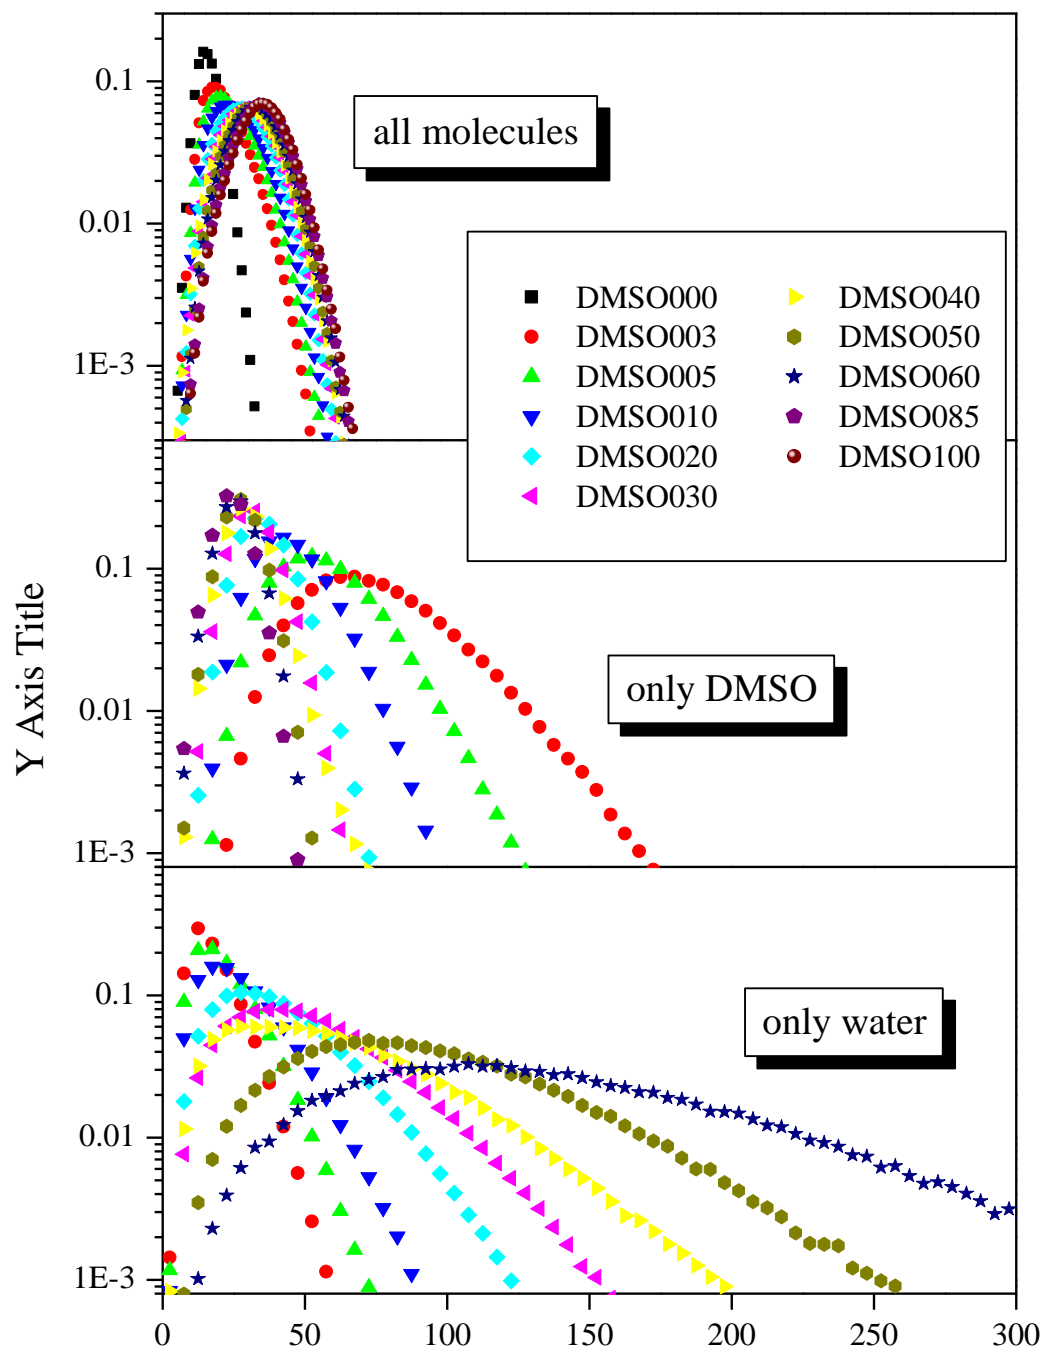 0.1
all molecules
0.01
1E-3
DMSO000
DMSO003
DMSO005
DMSO010
DMSO020
DMSO030
DMSO040
DMSO050
DMSO060
DMSO085
DMSO100
Y Axis Title
0.1
0.01
only DMSO
1E-3
0.1
only water
0.01
1E-3
0 50 100 150 200 250 300